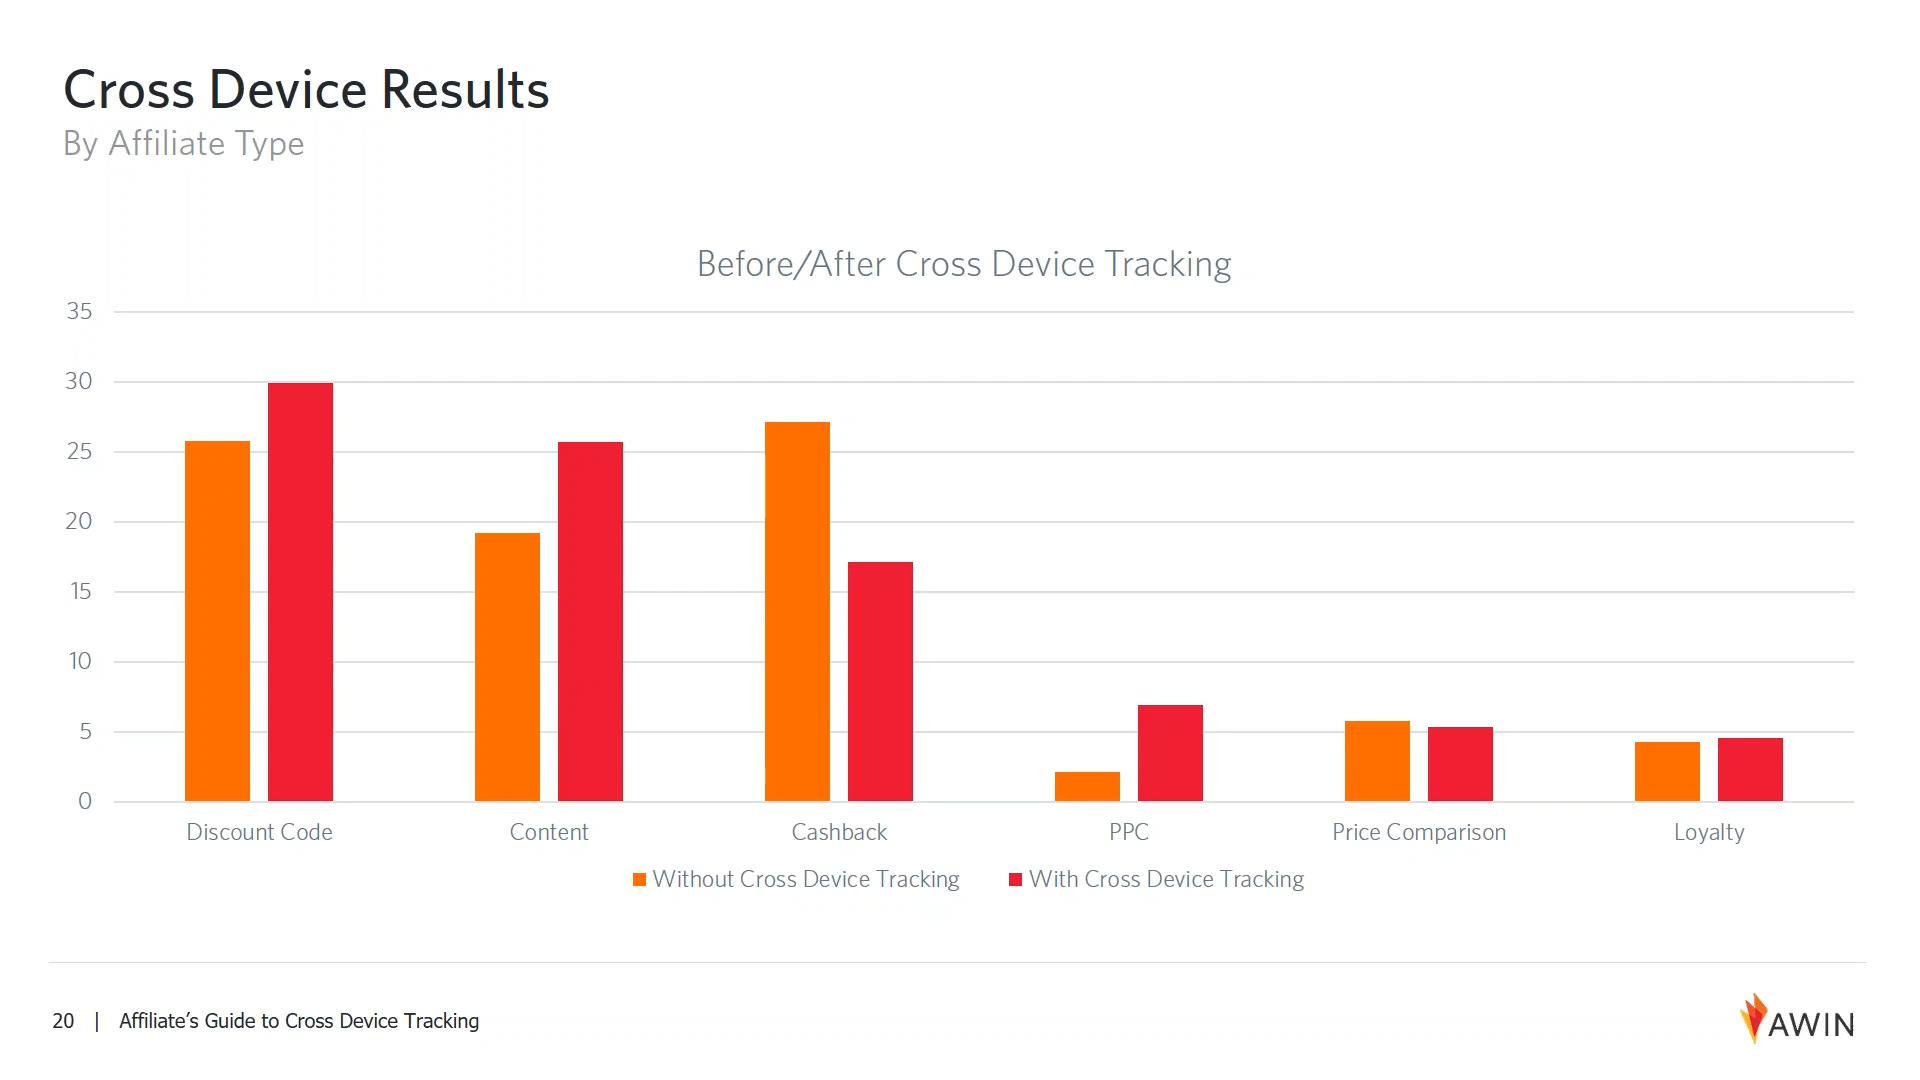 Cross Device Results
By Affiliate Type
Before/After Cross Device Tracking
35
30
25
20
15
10
5
0
Discount Code Content Cashback PPC Price Comparison Loyalty
Without Cross Device Tracking With Cross Device Tracking
20 | Affiliate’s Guide to Cross Device Tracking
AWIN